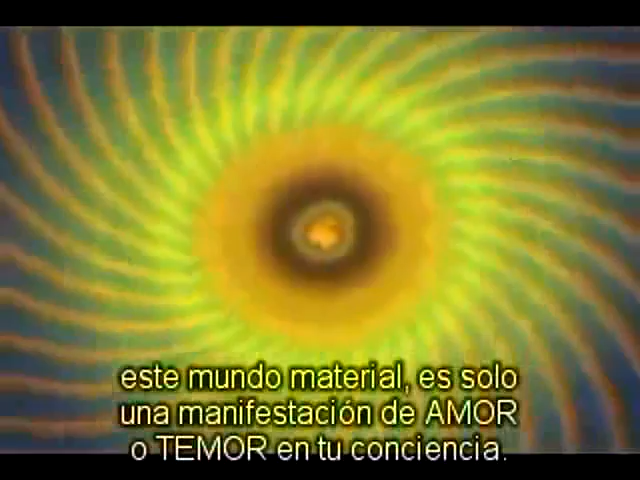 este mundo material, es solo
una manifestación de AMOR
o TEMOR en tu conciencia.